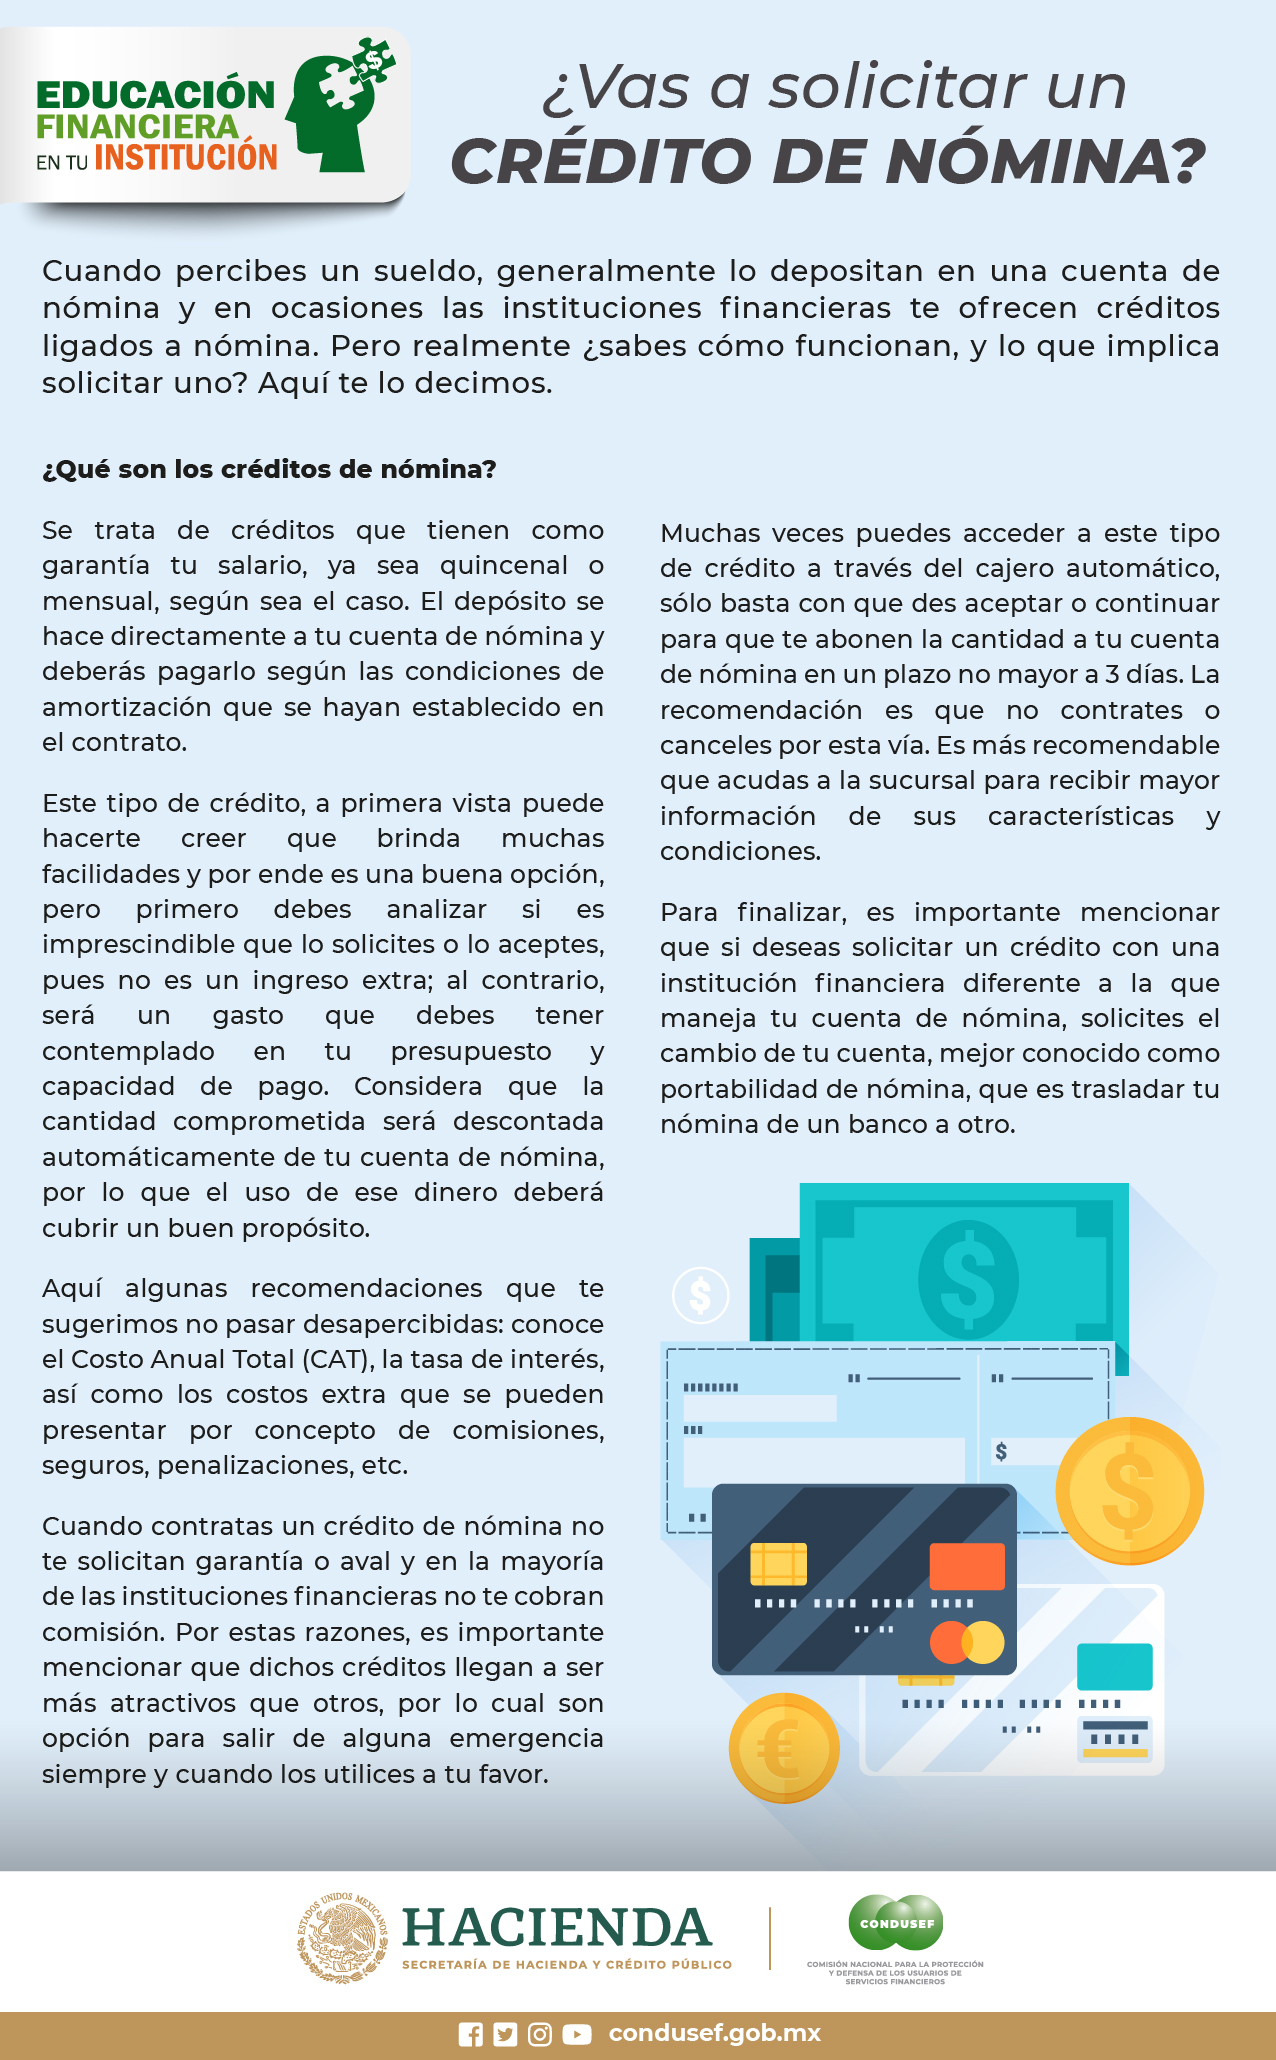 EDUCACIÓN
FINANCIERA
EN TU INSTITUCIÓN
$
¿Vas a solicitar un
CRÉDITO DE NÓMINA?
Cuando percibes un sueldo, generalmente lo depositan en una cuenta de
nómina y en ocasiones las instituciones financieras te ofrecen créditos
ligados a nómina. Pero realmente ¿sabes cómo funcionan, y lo que implica
solicitar uno? Aquí te lo decimos.
¿Qué son los créditos de nómina?
Se trata de créditos que tienen como
garantía tu salario, ya sea quincenal o
mensual, según sea el caso. El depósito se
hace directamente a tu cuenta de nómina y
deberás pagarlo según las condiciones de
amortización que se hayan establecido en
el contrato.
Este tipo de crédito, a primera vista puede
hacerte creer que brinda muchas
facilidades y por ende es una buena opción,
pero primero debes analizar si es
imprescindible que lo solicites o lo aceptes,
pues no es un ingreso extra; al contrario,
será un gasto que debes tener
contemplado en tu presupuesto y
capacidad de pago. Considera que la
cantidad comprometida será descontada
automáticamente de tu cuenta de nómina,
por lo que el uso de ese dinero deberá
cubrir un buen propósito.
Aquí algunas recomendaciones que te
sugerimos no pasar desapercibidas: conoce
el Costo Anual Total (CAT), la tasa de interés,
así como los costos extra que se pueden
presentar por concepto de comisiones,
seguros, penalizaciones, etc.
Cuando contratas un crédito de nómina no
te solicitan garantía o aval y en la mayoría
de las instituciones financieras no te cobran
comisión. Por estas razones, es importante
mencionar que dichos créditos llegan a ser
más atractivos que otros, por lo cual son
opción para salir de alguna emergencia
siempre y cuando los utilices a tu favor.
Muchas veces puedes acceder a este tipo
de crédito a través del cajero automático,
sólo basta con que des aceptar o continuar
para que te abonen la cantidad a tu cuenta
de nómina en un plazo no mayor a 3 días. La
recomendación es que no contrates o
canceles por esta vía. Es más recomendable
que acudas a la sucursal para recibir mayor
información de sus características y
condiciones.
Para finalizar, es importante mencionar
que si deseas solicitar un crédito con una
institución financiera diferente a la que
maneja tu cuenta de nómina, solicites el
cambio de tu cuenta, mejor conocido como
portabilidad de nómina, que es trasladar tu
nómina de un banco a otro.
$
$
$
$
€
ESTADOS UNIDOS MEXICANOS
HACIENDA
SECRETARÍA DE HACIENDA Y CRÉDITO PÚBLICO
CONDUSEF
COMISIÓN NACIONAL PARA LA PROTECCIÓN
Y DEFENSA DE LOS USUARIOS DE
SERVICIOS FINANCIEROS
condusef.gob.mx